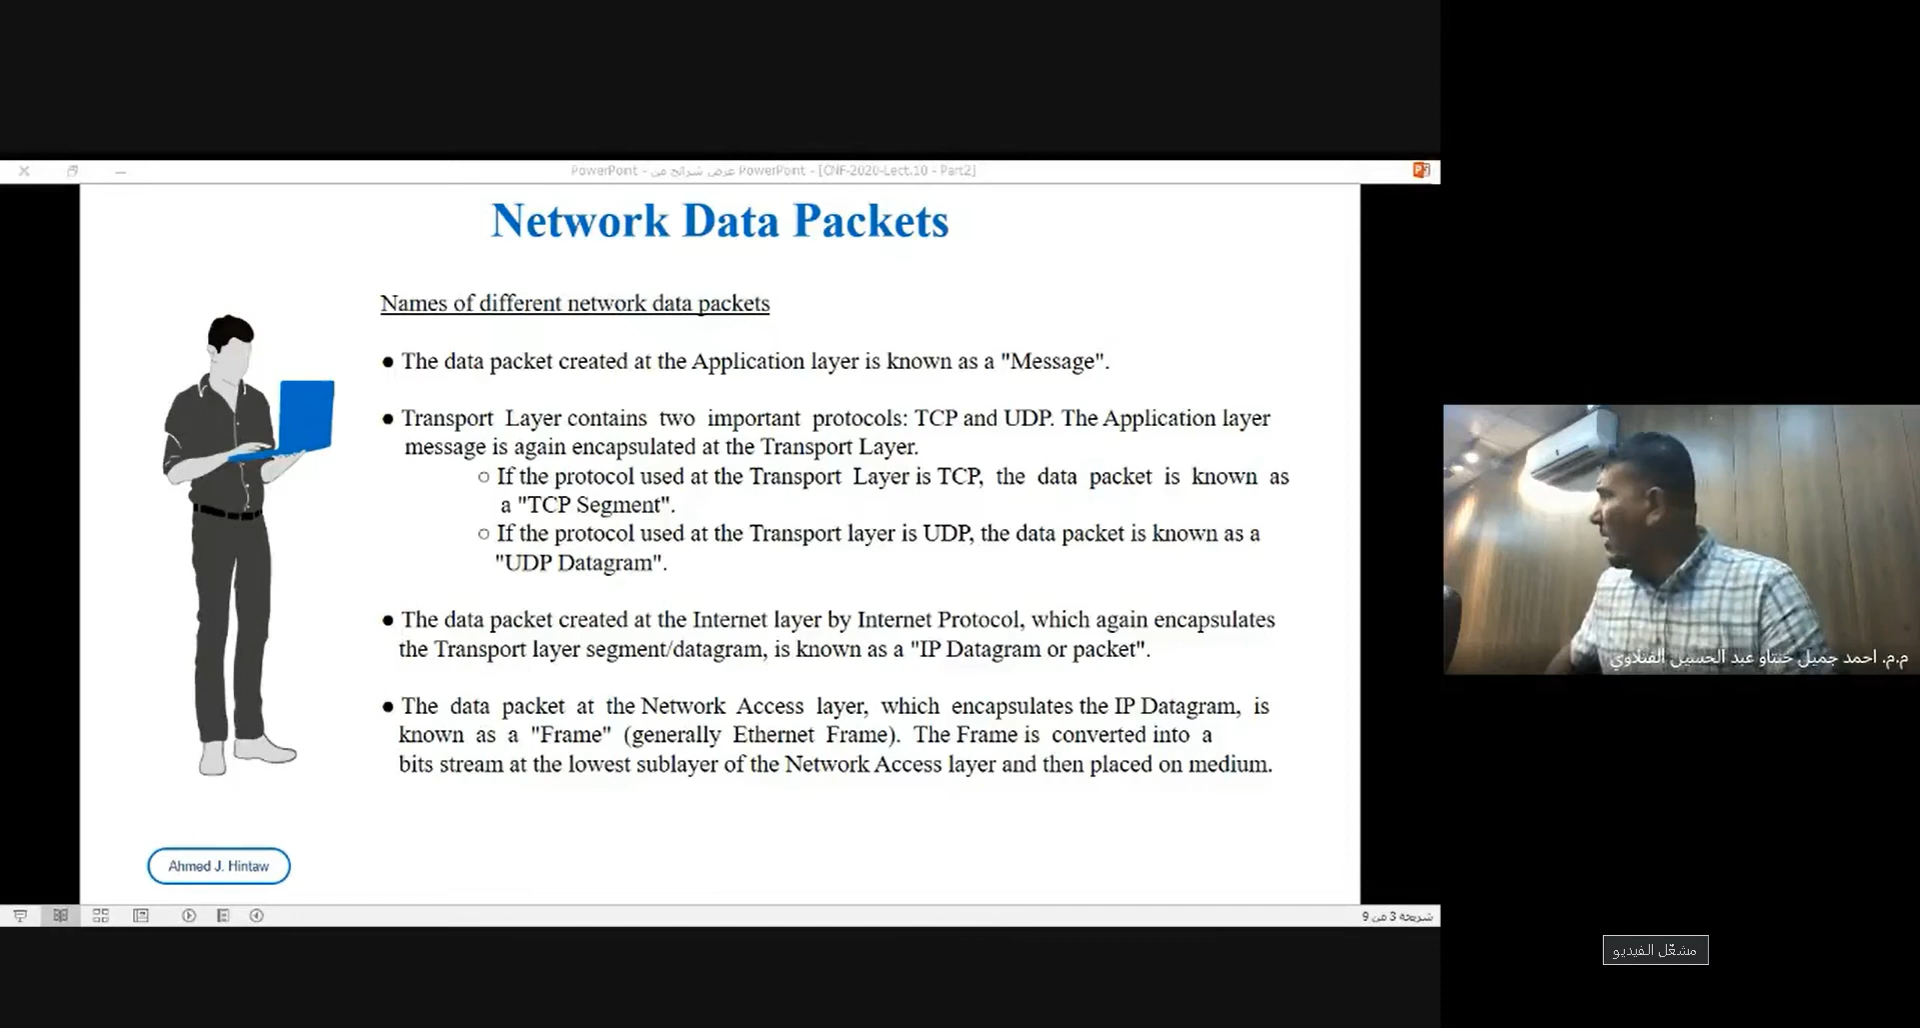 PowerPoint - عرض شرائح من PowerPoint - [CNF-2020-Lect.10 - Part2]
Network Data Packets
Names of different network data packets
● The data packet created at the Application layer is known as a "Message".
● Transport Layer contains two important protocols: TCP and UDP. The Application layer
message is again encapsulated at the Transport Layer.
○ If the protocol used at the Transport Layer is TCP, the data packet is known as
a "TCP Segment".
○ If the protocol used at the Transport layer is UDP, the data packet is known as a
"UDP Datagram".
● The data packet created at the Internet layer by Internet Protocol, which again encapsulates
the Transport layer segment/datagram, is known as a "IP Datagram or packet".
● The data packet at the Network Access layer, which encapsulates the IP Datagram, is
known as a "Frame" (generally Ethernet Frame). The Frame is converted into a
bits stream at the lowest sublayer of the Network Access layer and then placed on medium.
Ahmed J. Hintaw
شريحة 3 من 9
م.م. احمد جميل حنتاو عبد الحسين الفتلاوي
مشغّل الفيديو